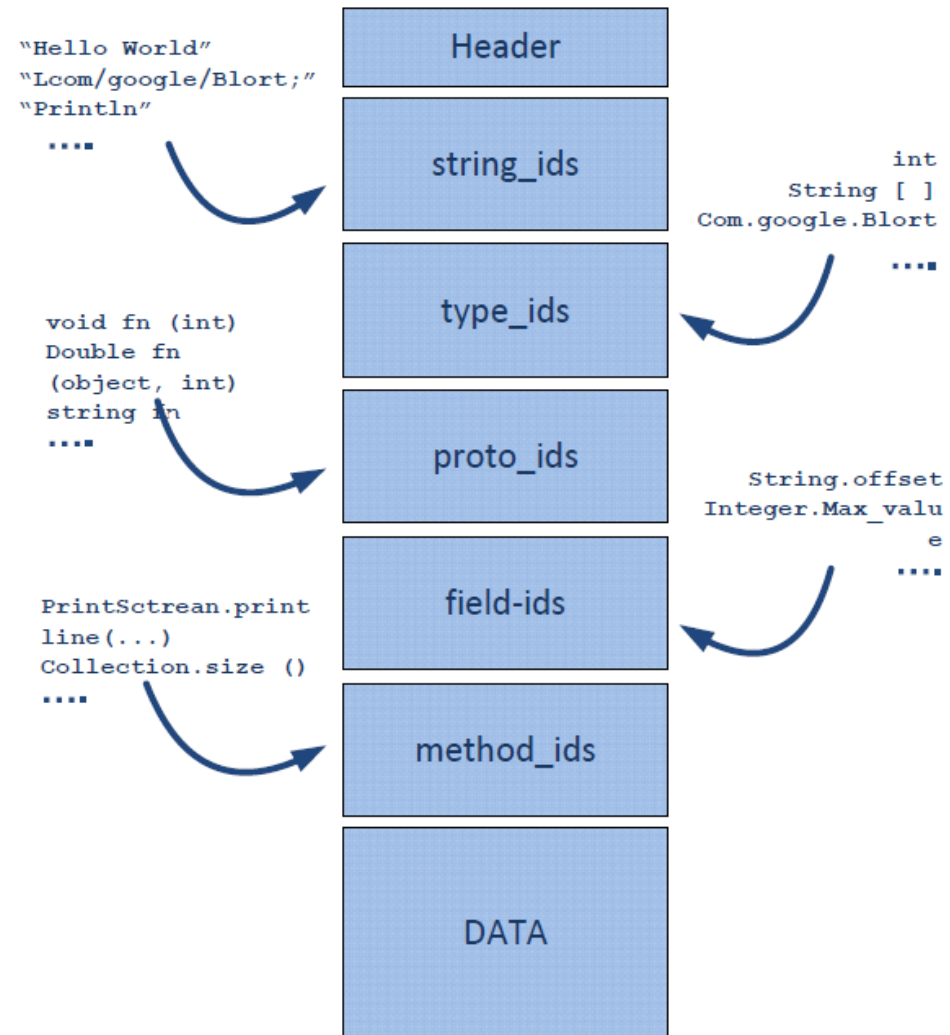 Header
“Hello World”
“Lcom/google/Blort;”
“Println”
....
string_ids
int
String [ ]
Com.google.Blort
....
type_ids
void fn (int)
Double fn
(object, int)
string fn
....
proto_ids
String.offset
Integer.Max_valu
e
....
field-ids
PrintSctrean.print
line(...)
Collection.size ()
....
method_ids
DATA